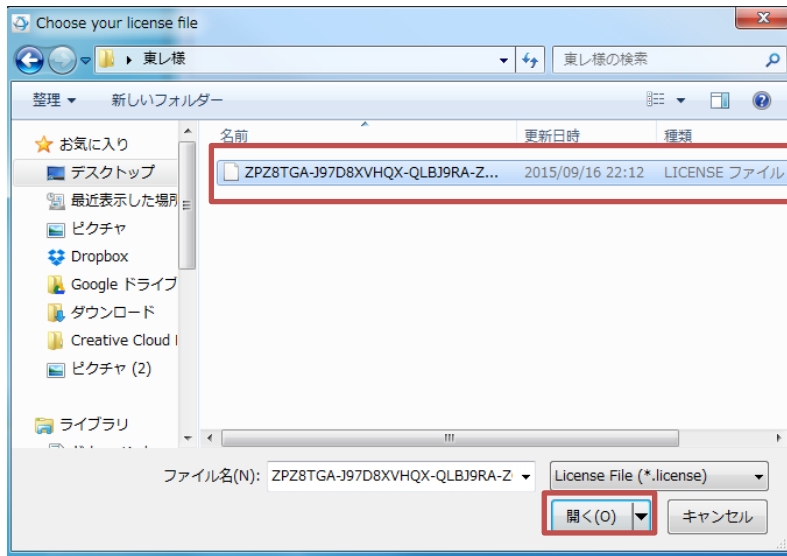 Choose your license file
東レ様
東レ様の検索
整理
新しいフォルダー
名前
更新日時
種類
お気に入り
デスクトップ
最近表示した場所
ピクチャ
Dropbox
Google ドライブ
ダウンロード
Creative Cloud
ピクチャ (2)
ライブラリ
ZPZ8TGA-J97D8XVHQX-QLBJ9RA-Z...
2015/09/16 22:12
LICENSE ファイル
ファイル名(N):
ZPZ8TGA-J97D8XVHQX-QLBJ9RA-Z
License File (*.license)
開く(O)
キャンセル